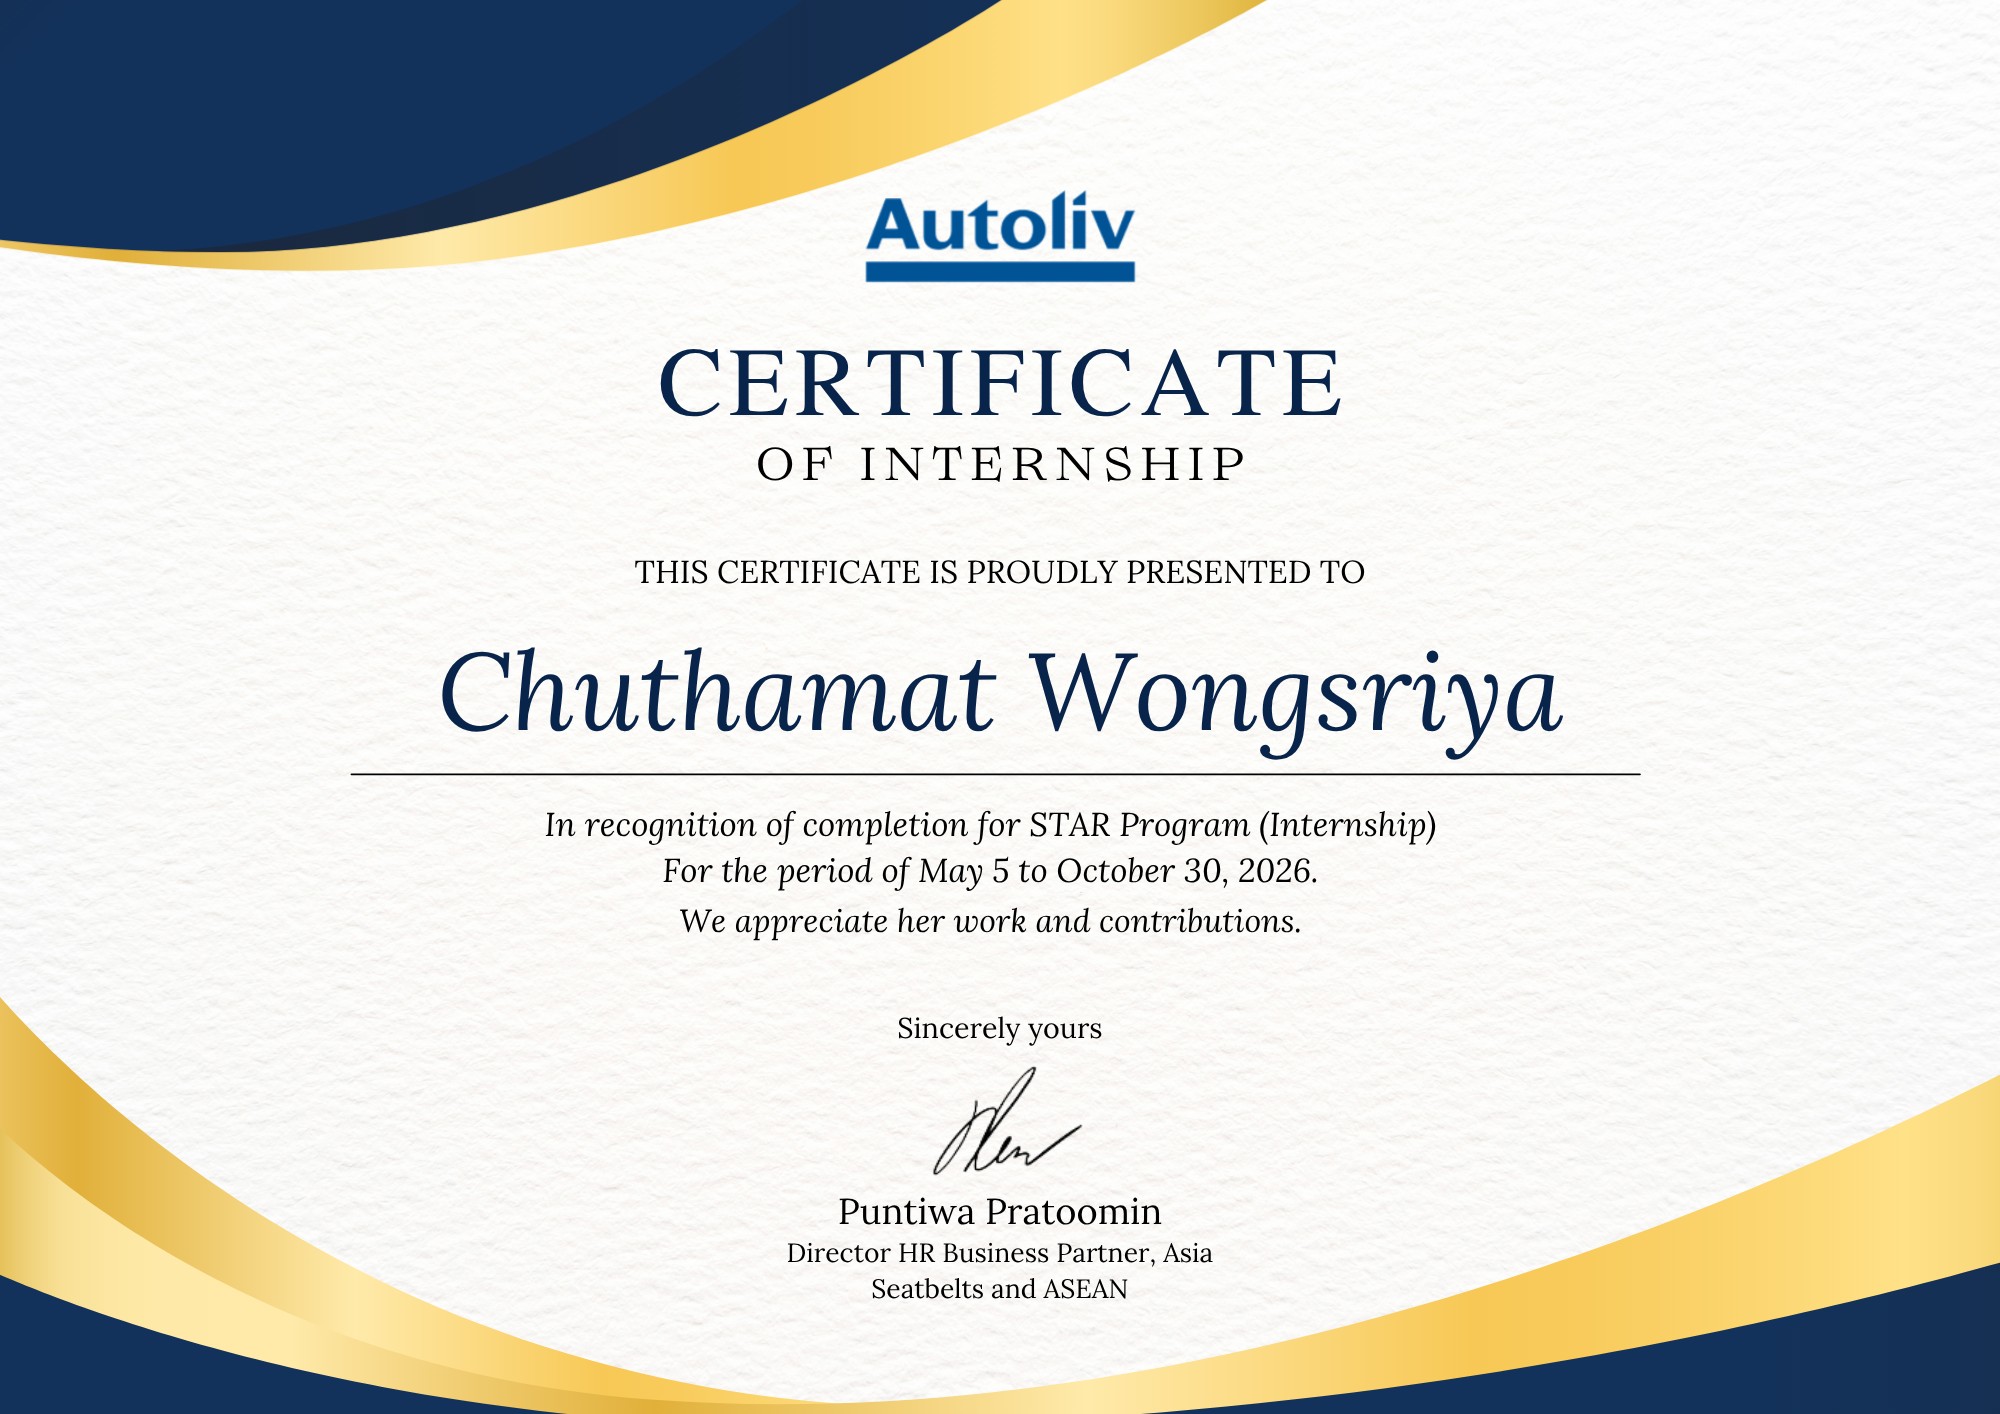 Autoliv
CERTIFICATE
OF INTERNSHIP
THIS CERTIFICATE IS PROUDLY PRESENTED TO
Chuthamat Wongsriya
In recognition of completion for STAR Program (Internship)
For the period of May 5 to October 30, 2026.
We appreciate her work and contributions.
Sincerely yours
Puntiwa Pratoomin
Director HR Business Partner, Asia
Seatbelts and ASEAN